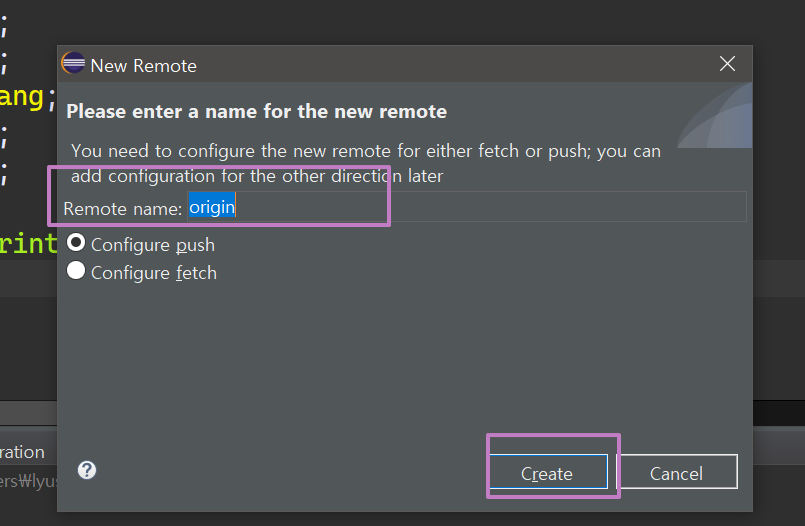 ;
;
New Remote
ang;
Please enter a name for the new remote
;
You need to configure the new remote for either fetch or push; you can
;
add configuration for the other direction later
Remote name: origin
rint
Configure push
Configure fetch
ration
ers₩lyus
?
Create
Cancel